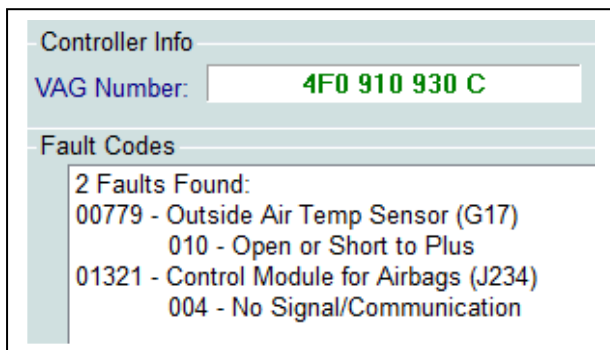 Controller Info
VAG Number: 4F0 910 930 C
Fault Codes
2 Faults Found:
00779 - Outside Air Temp Sensor (G17)
010 - Open or Short to Plus
01321 - Control Module for Airbags (J234)
004 - No Signal/Communication